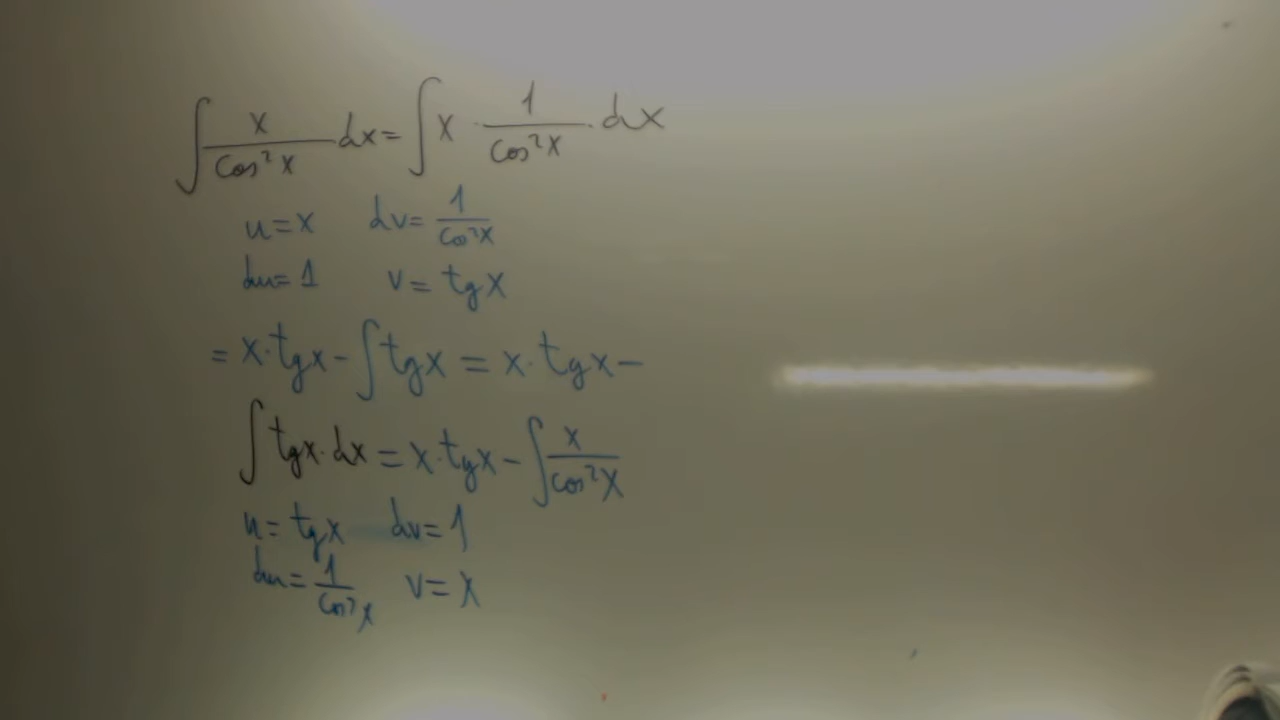 ∫ x/cos²x dx = ∫ x · 1/cos²x · dx
u = x dv = 1/cos²x
du = 1 v = tg x
= x · tg x - ∫ tg x = x · tg x -
∫ tg x · dx = x · tg x - ∫ x/cos²x
u = tg x dv = 1
du = 1/cos²x v = x